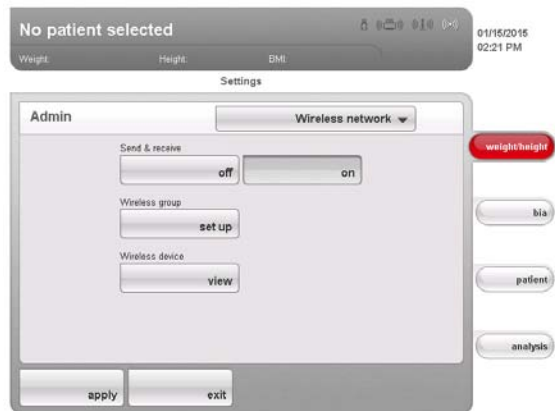 No patient selected
Weight: Height: BMI:
01/15/2015
02:21 PM
Settings
Admin
Wireless network
Send & receive
off on
Wireless group
set up
Wireless device
view
apply exit
weight/height
bia
patient
analysis